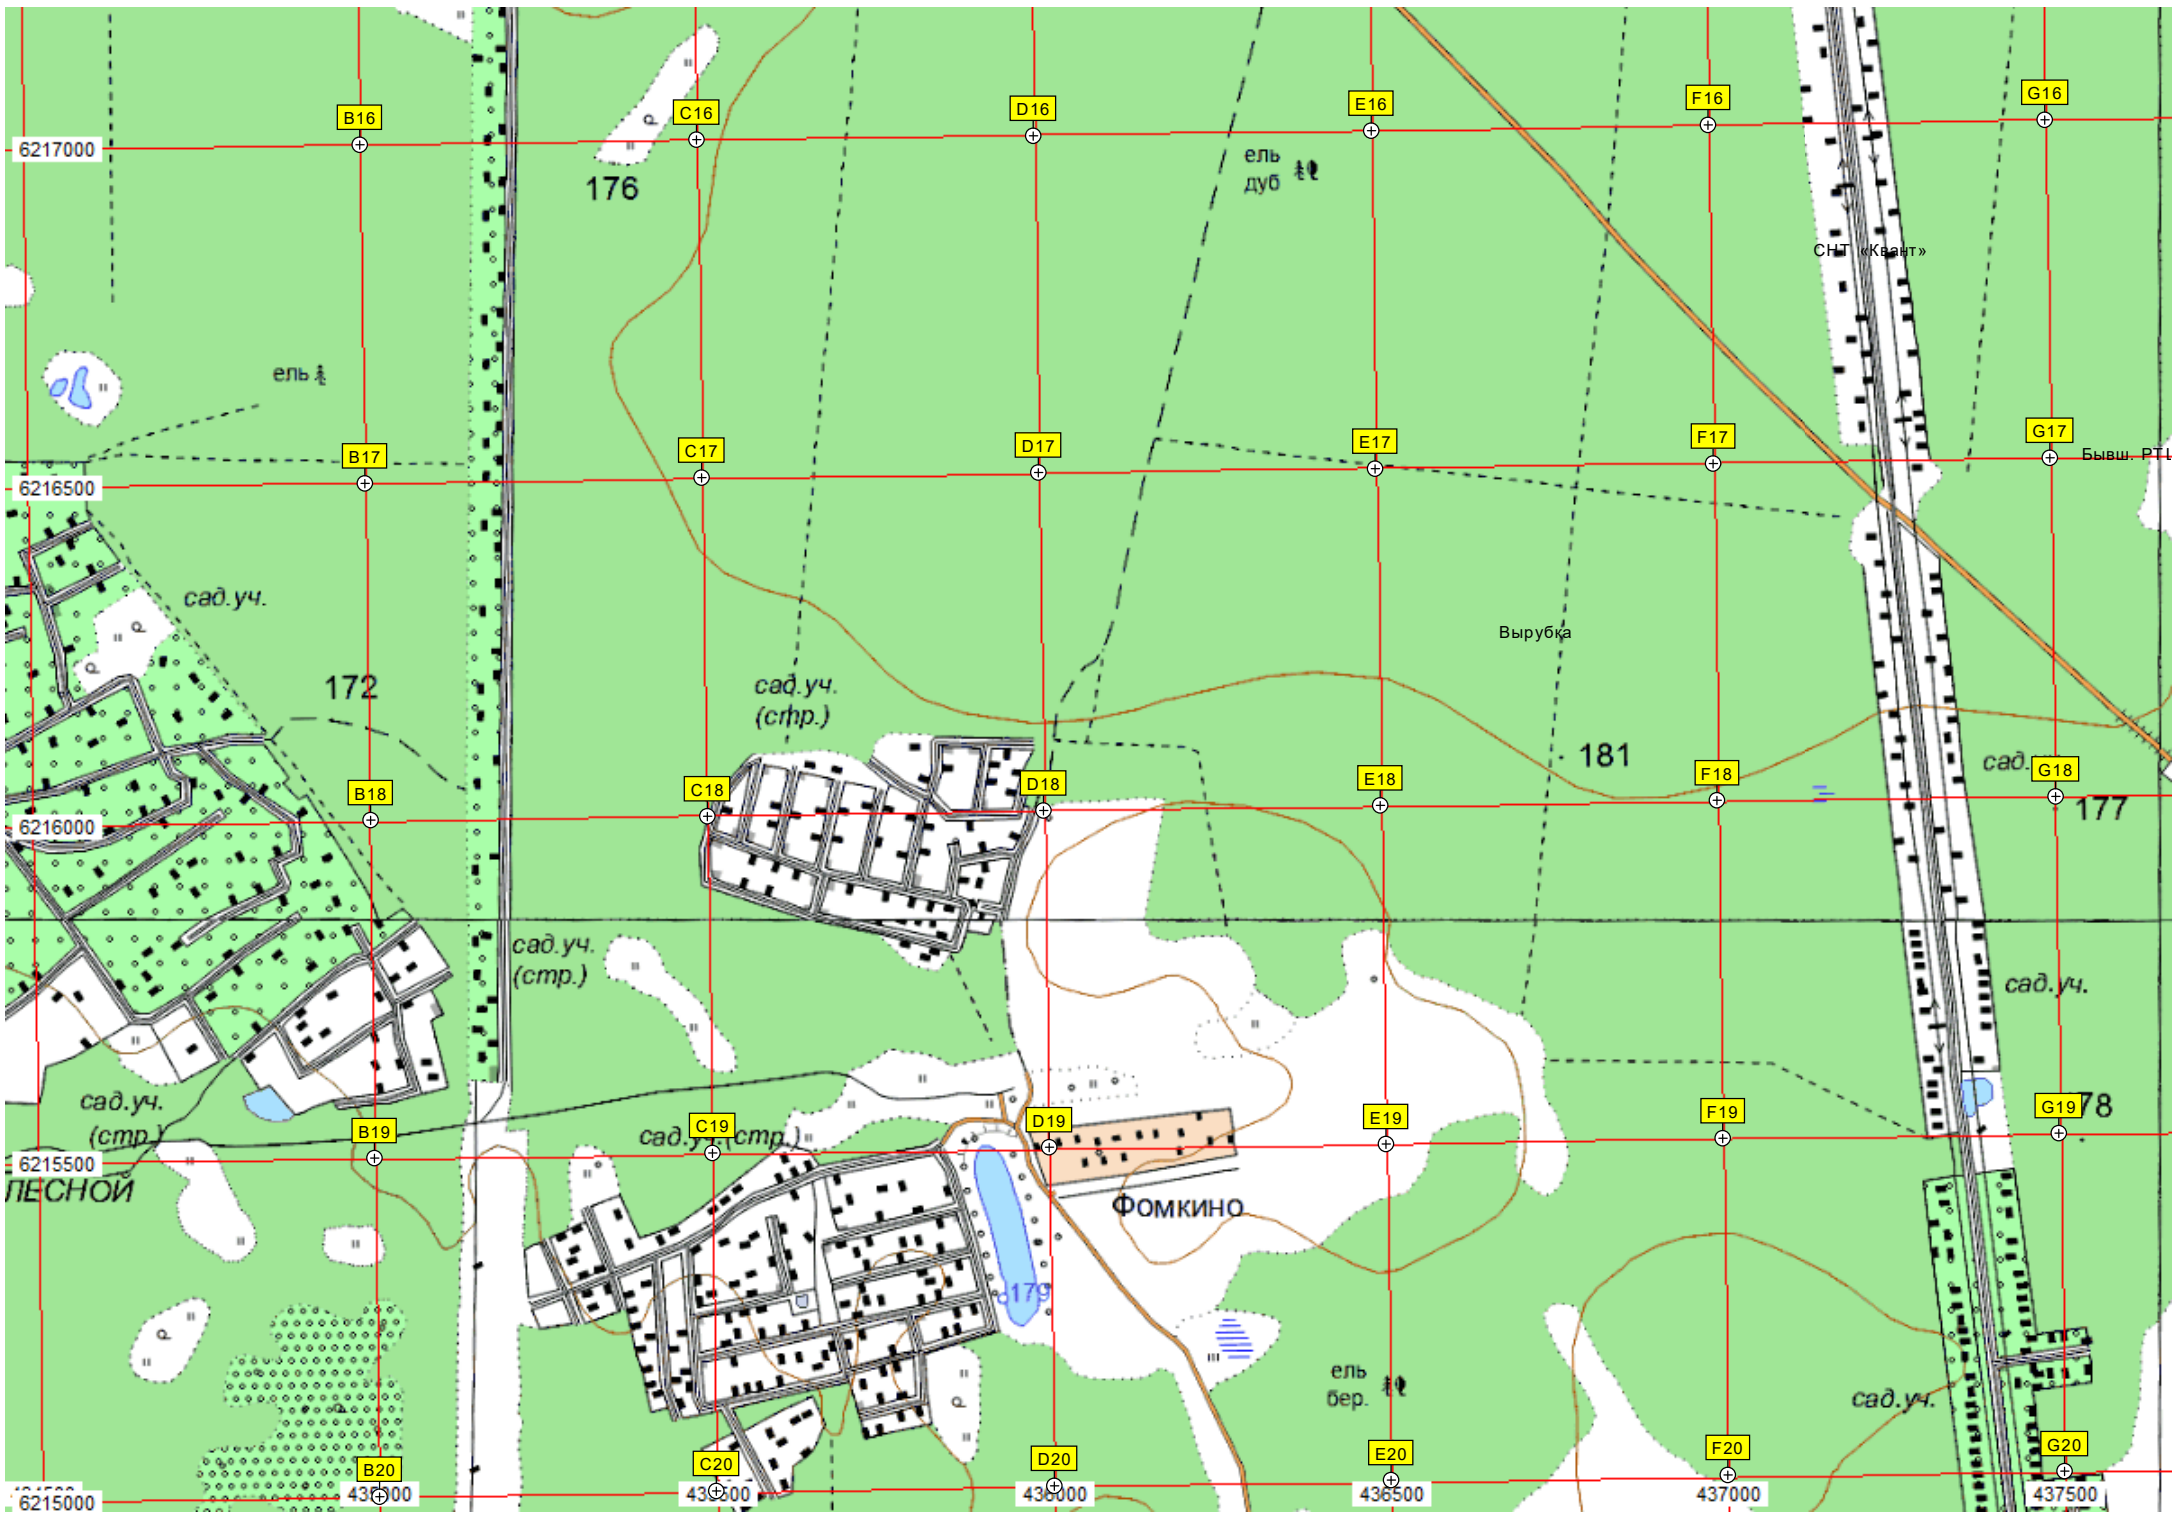 B16
C16
D16
E16
F16
G16
6217000
176
ель
дуб
СНТ «Квант»
ель
B17
C17
D17
E17
F17
G17
Бывш. РТЦ
6216500
сад.уч.
172
сад.уч.
(стр.)
Вырубка
181
сад.
B18
C18
D18
E18
F18
G18
177
6216000
сад.уч.
(стр.)
сад.уч.
сад.уч.
(стр.)
B19
C19
D19
E19
F19
G19
78
сад.уч.(стр.)
6215500
ЛЕСНОЙ
Фомкино
179
ель
бер.
сад.уч.
B20
C20
D20
E20
F20
G20
6215000
436000
436500
437000
437500